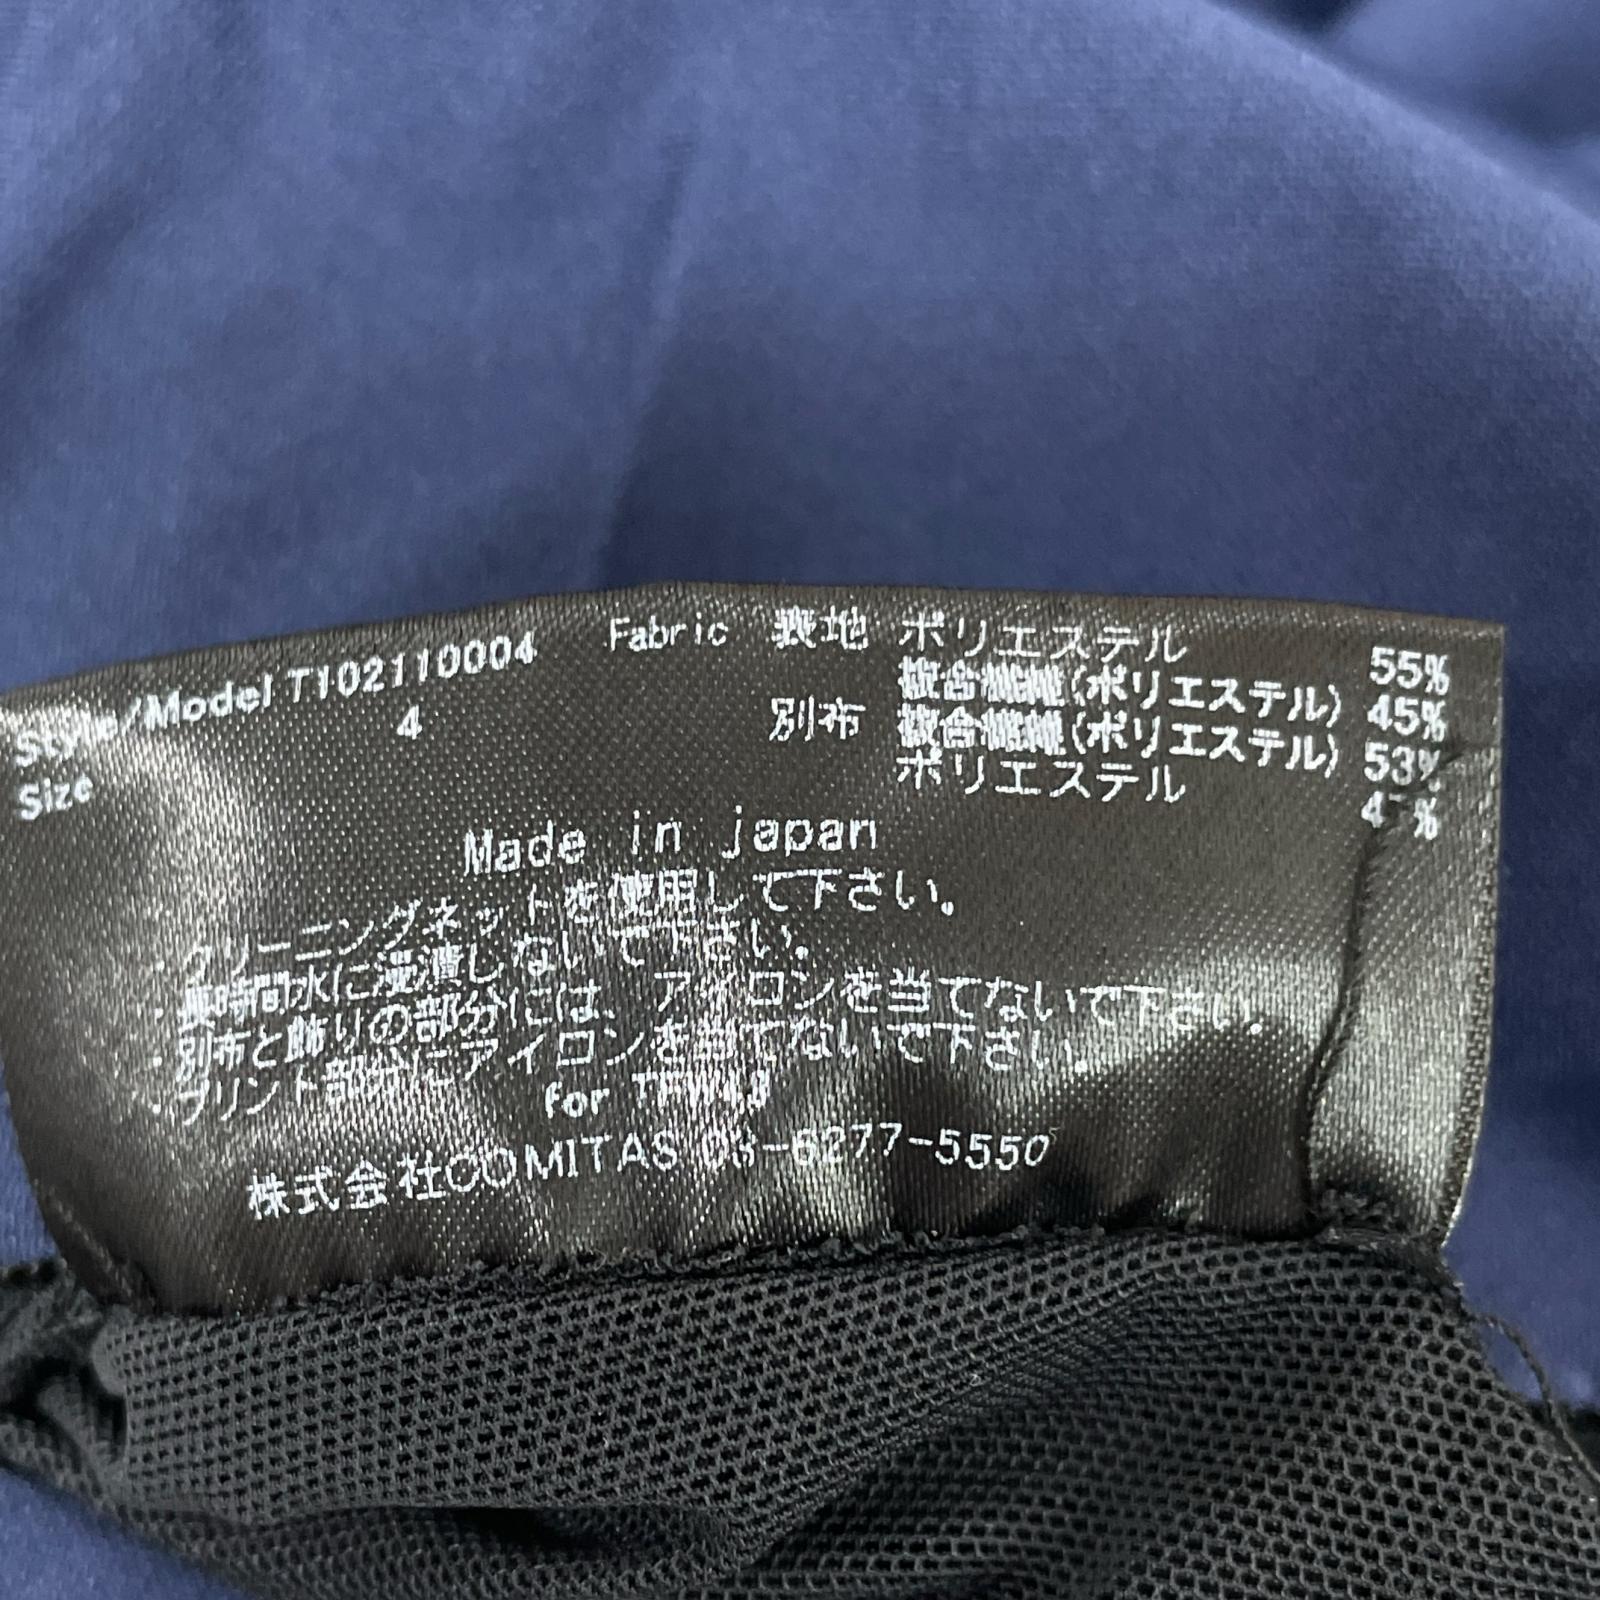 Style/Model T102110004
Size 4
Fabric 表地 ポリエステル 55%
複合繊維(ポリエステル) 45%
別布 複合繊維(ポリエステル) 53%
ポリエステル 47%
Made in japan
・クリーニングネットを使用して下さい。
・長時間水に浸漬しないで下さい。
・別布と飾りの部分には、アイロンを当てないで下さい。
・プリント部分にアイロンを当てないで下さい。
for
株式会社COMITAS 03-6277-5550